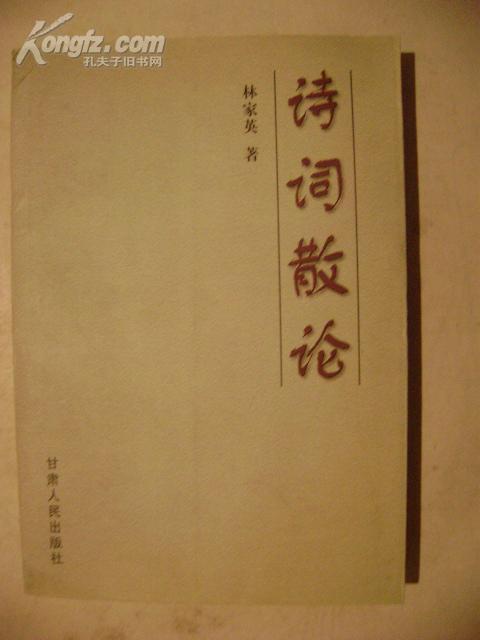 Kongfz.com
孔夫子旧书网
诗词散论
林家英 著
甘肃人民出版社